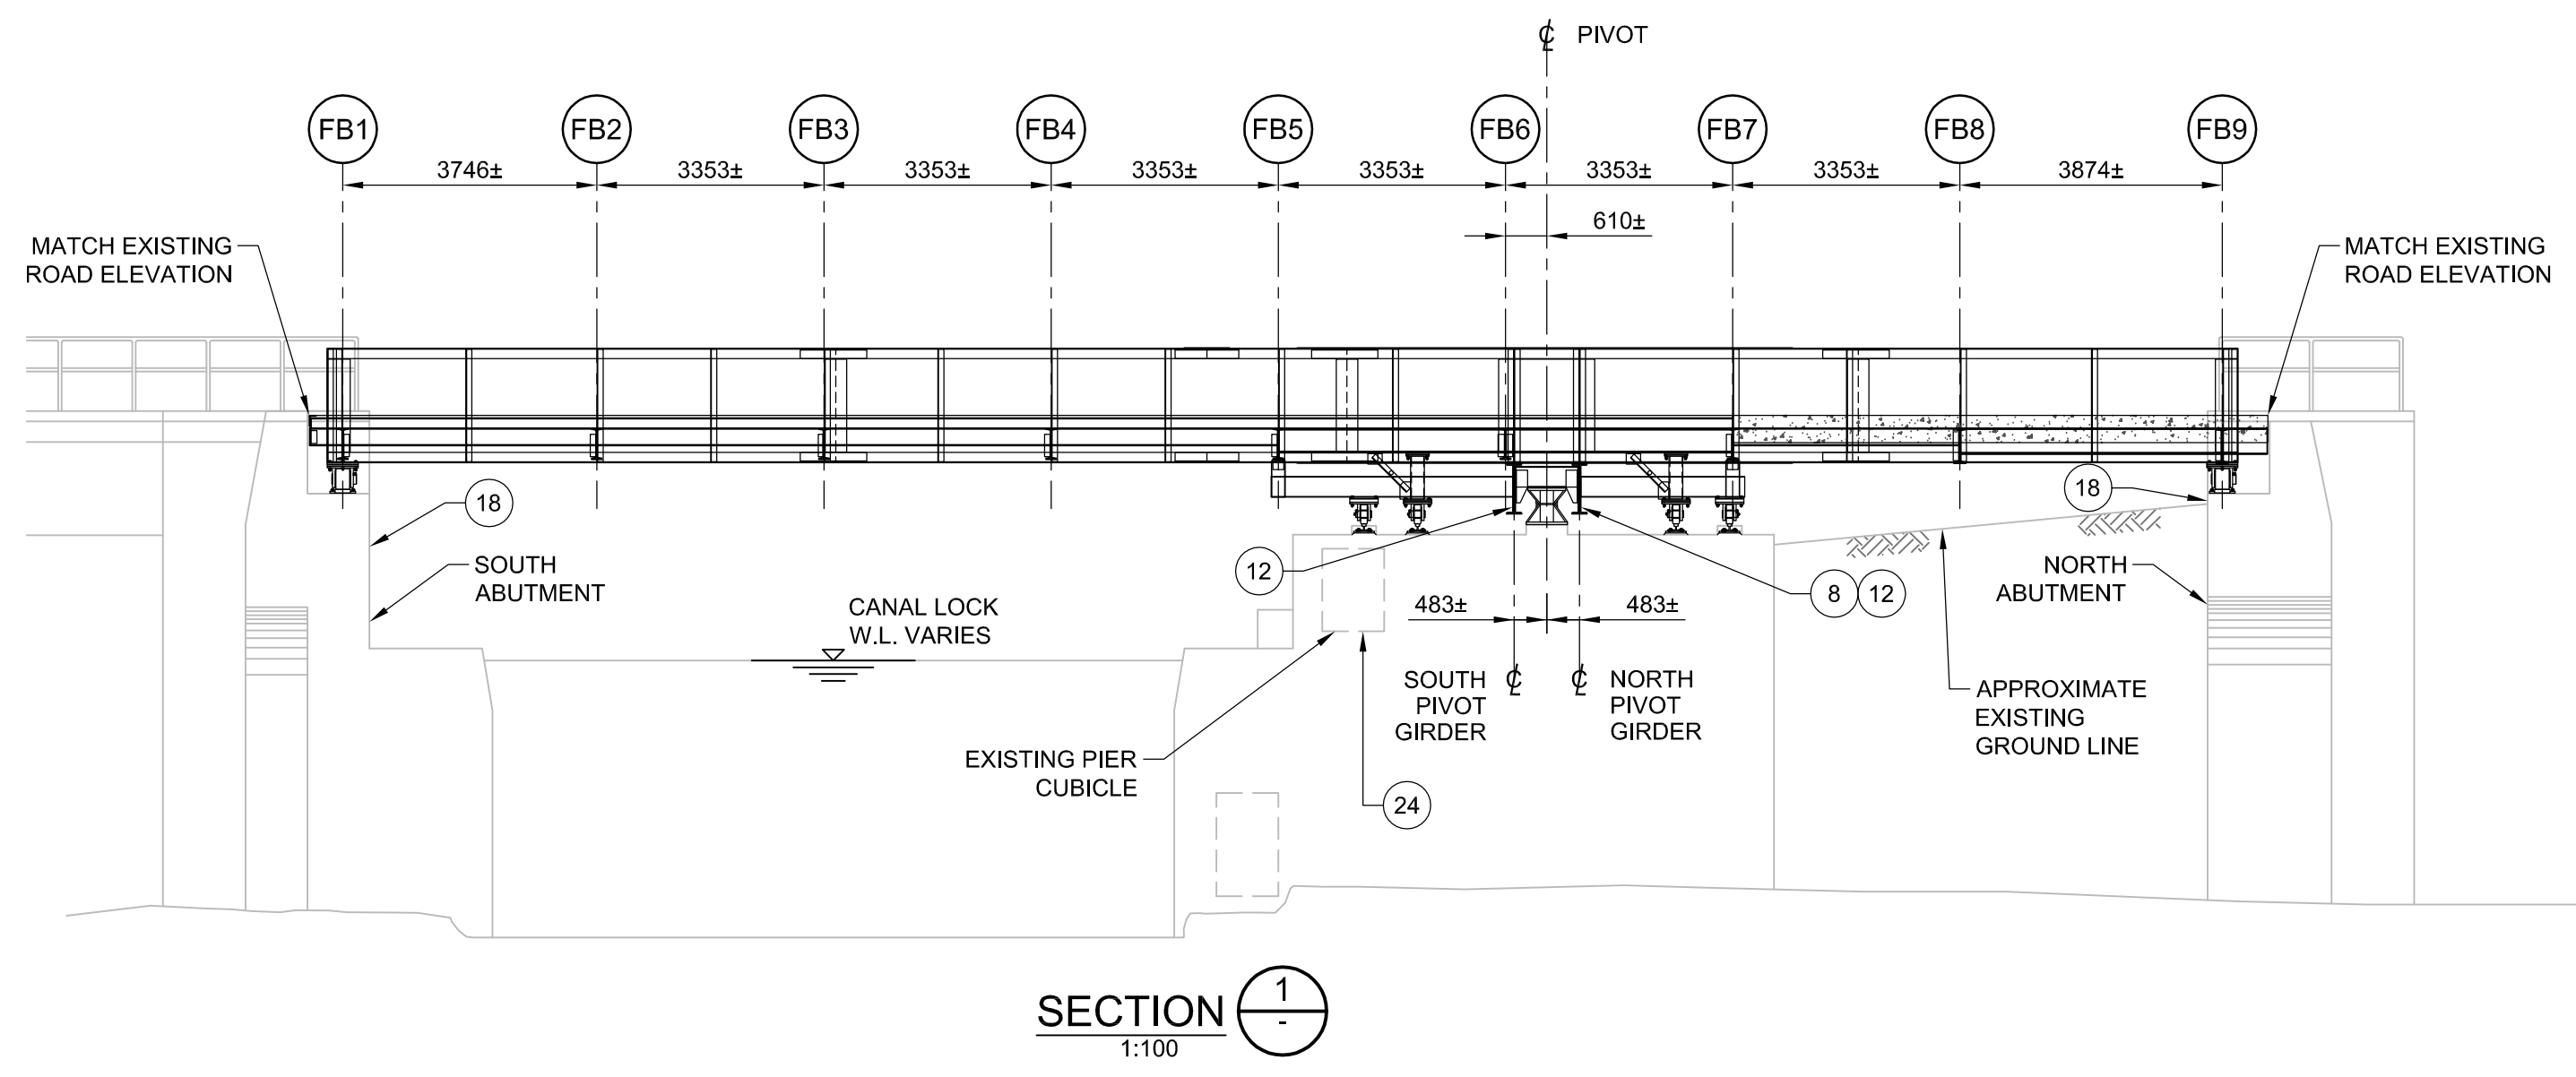 ℄ PIVOT
FB1 FB2 FB3 FB4 FB5 FB6 FB7 FB8 FB9
3746± 3353± 3353± 3353± 3353± 3353± 3353± 3874±
610±
MATCH EXISTING
ROAD ELEVATION
MATCH EXISTING
ROAD ELEVATION
18
18
SOUTH
ABUTMENT
12
8 12
NORTH
ABUTMENT
CANAL LOCK
W.L. VARIES
483± 483±
SOUTH
PIVOT
GIRDER
℄ ℄
NORTH
PIVOT
GIRDER
APPROXIMATE
EXISTING
GROUND LINE
EXISTING PIER
CUBICLE
24
SECTION
1
-
1:100